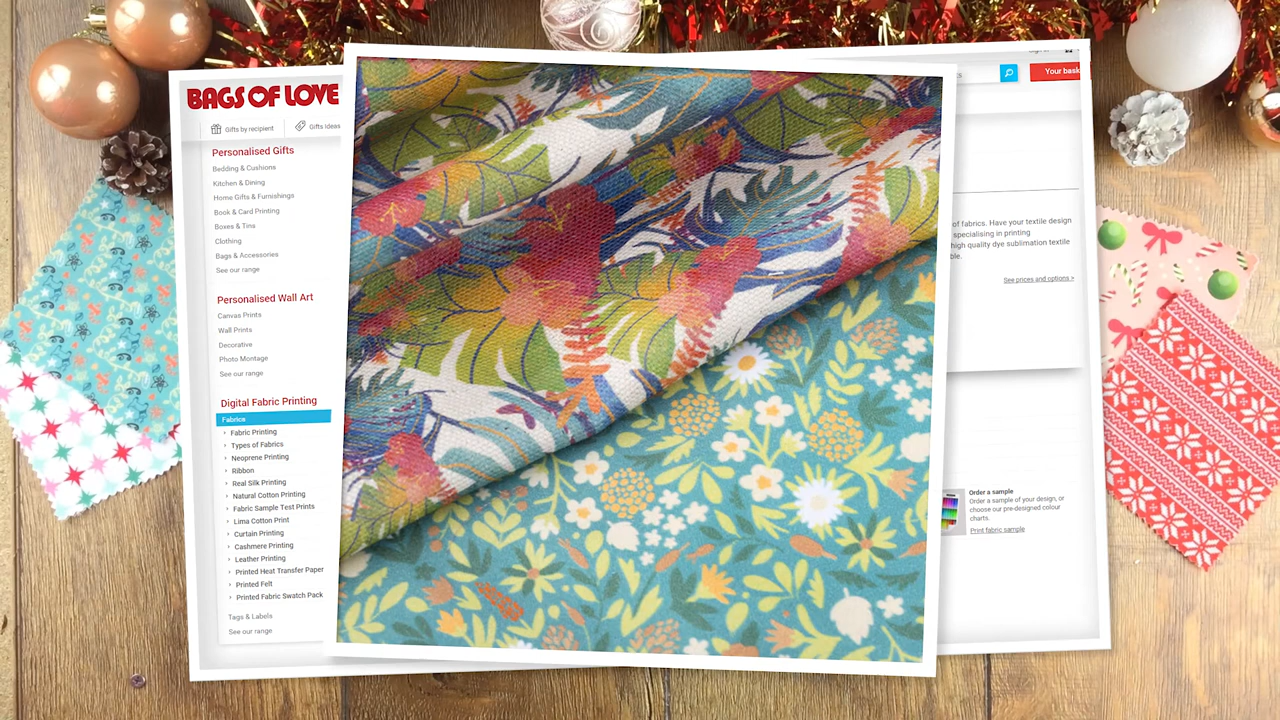 BAGS OF LOVE
Gifts by recipient
Gifts Ideas
Your bask
Personalised Gifts
Bedding & Cushions
Kitchen & Dining
Home Gifts & Furnishings
Book & Card Printing
Boxes & Tins
Clothing
Bags & Accessories
See our range
Personalised Wall Art
Canvas Prints
Wall Prints
Decorative
Photo Montage
See our range
Digital Fabric Printing
Fabrics
Fabric Printing
Types of Fabrics
Neoprene Printing
Ribbon
Real Silk Printing
Natural Cotton Printing
Fabric Sample Test Prints
Lima Cotton Print
Curtain Printing
Cashmere Printing
Leather Printing
Printed Heat Transfer Paper
Printed Felt
Printed Fabric Swatch Pack
Tags & Labels
See our range
of fabrics. Have your textile design
specialising in printing
high quality dye sublimation textile
See prices and options >
Order a sample
Order a sample of your design, or
choose our pre-designed colour
charts.
Print fabric sample